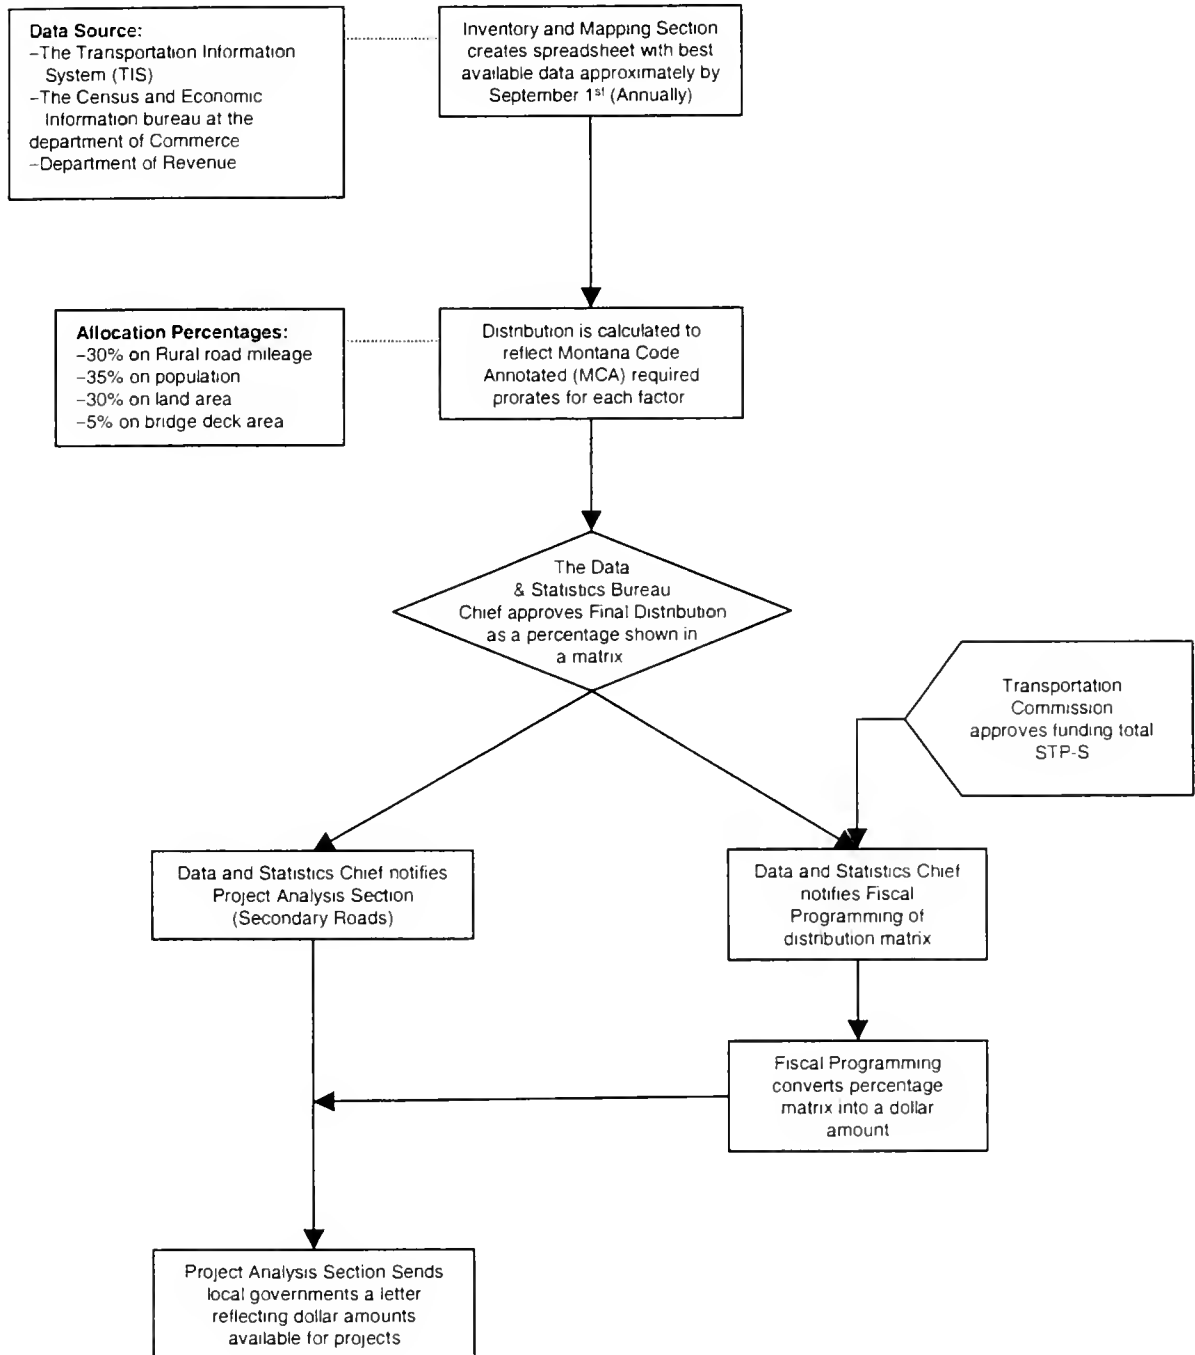 Data Source:
–The Transportation Information
System (TIS)
–The Census and Economic
Information bureau at the
department of Commerce
–Department of Revenue
Inventory and Mapping Section
creates spreadsheet with best
available data approximately by
September 1st (Annually)
Allocation Percentages:
–30% on Rural road mileage
–35% on population
–30% on land area
–5% on bridge deck area
Distribution is calculated to
reflect Montana Code
Annotated (MCA) required
prorates for each factor
The Data
& Statistics Bureau
Chief approves Final Distribution
as a percentage shown in
a matrix
Transportation
Commission
approves funding total
STP-S
Data and Statistics Chief notifies
Project Analysis Section
(Secondary Roads)
Data and Statistics Chief
notifies Fiscal
Programming of
distribution matrix
Fiscal Programming
converts percentage
matrix into a dollar
amount
Project Analysis Section Sends
local governments a letter
reflecting dollar amounts
available for projects